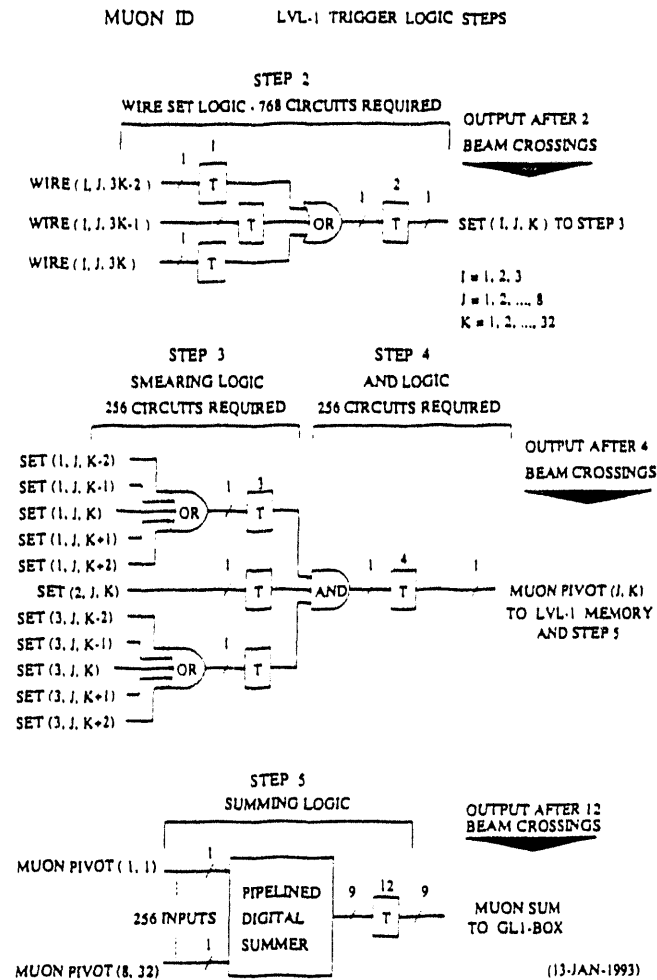 MUON ID LVL-1 TRIGGER LOGIC STEPS
STEP 2
WIRE SET LOGIC - 768 CIRCUITS REQUIRED
OUTPUT AFTER 2
BEAM CROSSINGS
1
1
WIRE (I, J, 3K-2)
T
1
2
1
WIRE (I, J, 3K-1)
T
OR
T
SET (I, J, K) TO STEP 3
1
WIRE (I, J, 3K)
T
I = 1, 2, 3
J = 1, 2, ..., 8
K = 1, 2, ..., 32
STEP 3
SMEARING LOGIC
256 CIRCUITS REQUIRED
STEP 4
AND LOGIC
256 CIRCUITS REQUIRED
OUTPUT AFTER 4
BEAM CROSSINGS
SET (1, J, K-2)
SET (1, J, K-1)
1
3
SET (1, J, K)
OR
T
SET (1, J, K+1)
SET (1, J, K+2)
1
1
4
1
SET (2, J, K)
T
AND
T
MUON PIVOT (J, K)
TO LVL-1 MEMORY
AND STEP 5
SET (3, J, K-2)
SET (3, J, K-1)
1
SET (3, J, K)
OR
T
SET (3, J, K+1)
SET (3, J, K+2)
STEP 5
SUMMING LOGIC
OUTPUT AFTER 12
BEAM CROSSINGS
1
MUON PIVOT (1, 1)
256 INPUTS
PIPELINED
DIGITAL
SUMMER
9
12
9
T
MUON SUM
TO GL1-BOX
1
MUON PIVOT (8, 32)
(13-JAN-1993)